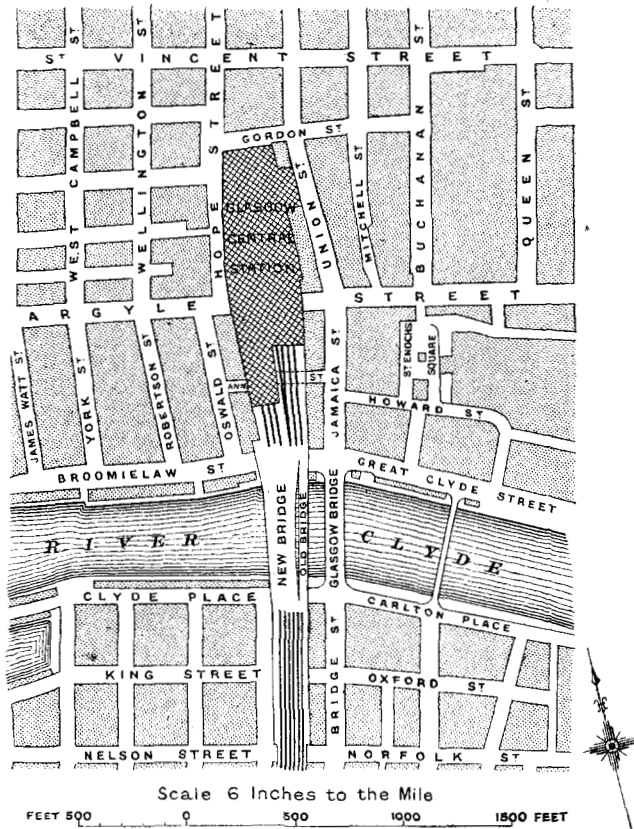 ST VINCENT STREET
WEST CAMPBELL ST
WELLINGTON ST
HOPE STREET
GORDON ST
UNION ST
MITCHELL ST
BUCHANAN ST
QUEEN ST
GLASGOW
CENTRAL
STATION
ARGYLE STREET
JAMES WATT ST
YORK ST
ROBERTSON ST
OSWALD ST
ANN ST
JAMAICA ST
ST ENOCHS
SQUARE
HOWARD ST
BROOMIELAW ST
GREAT CLYDE STREET
RIVER CLYDE
NEW BRIDGE
OLD BRIDGE
GLASGOW BRIDGE
CLYDE PLACE
CARLTON PLACE
KING STREET
BRIDGE ST
OXFORD ST
NELSON STREET
NORFOLK ST
Scale 6 Inches to the Mile.
FEET 500 0 500 1000 1500 FEET